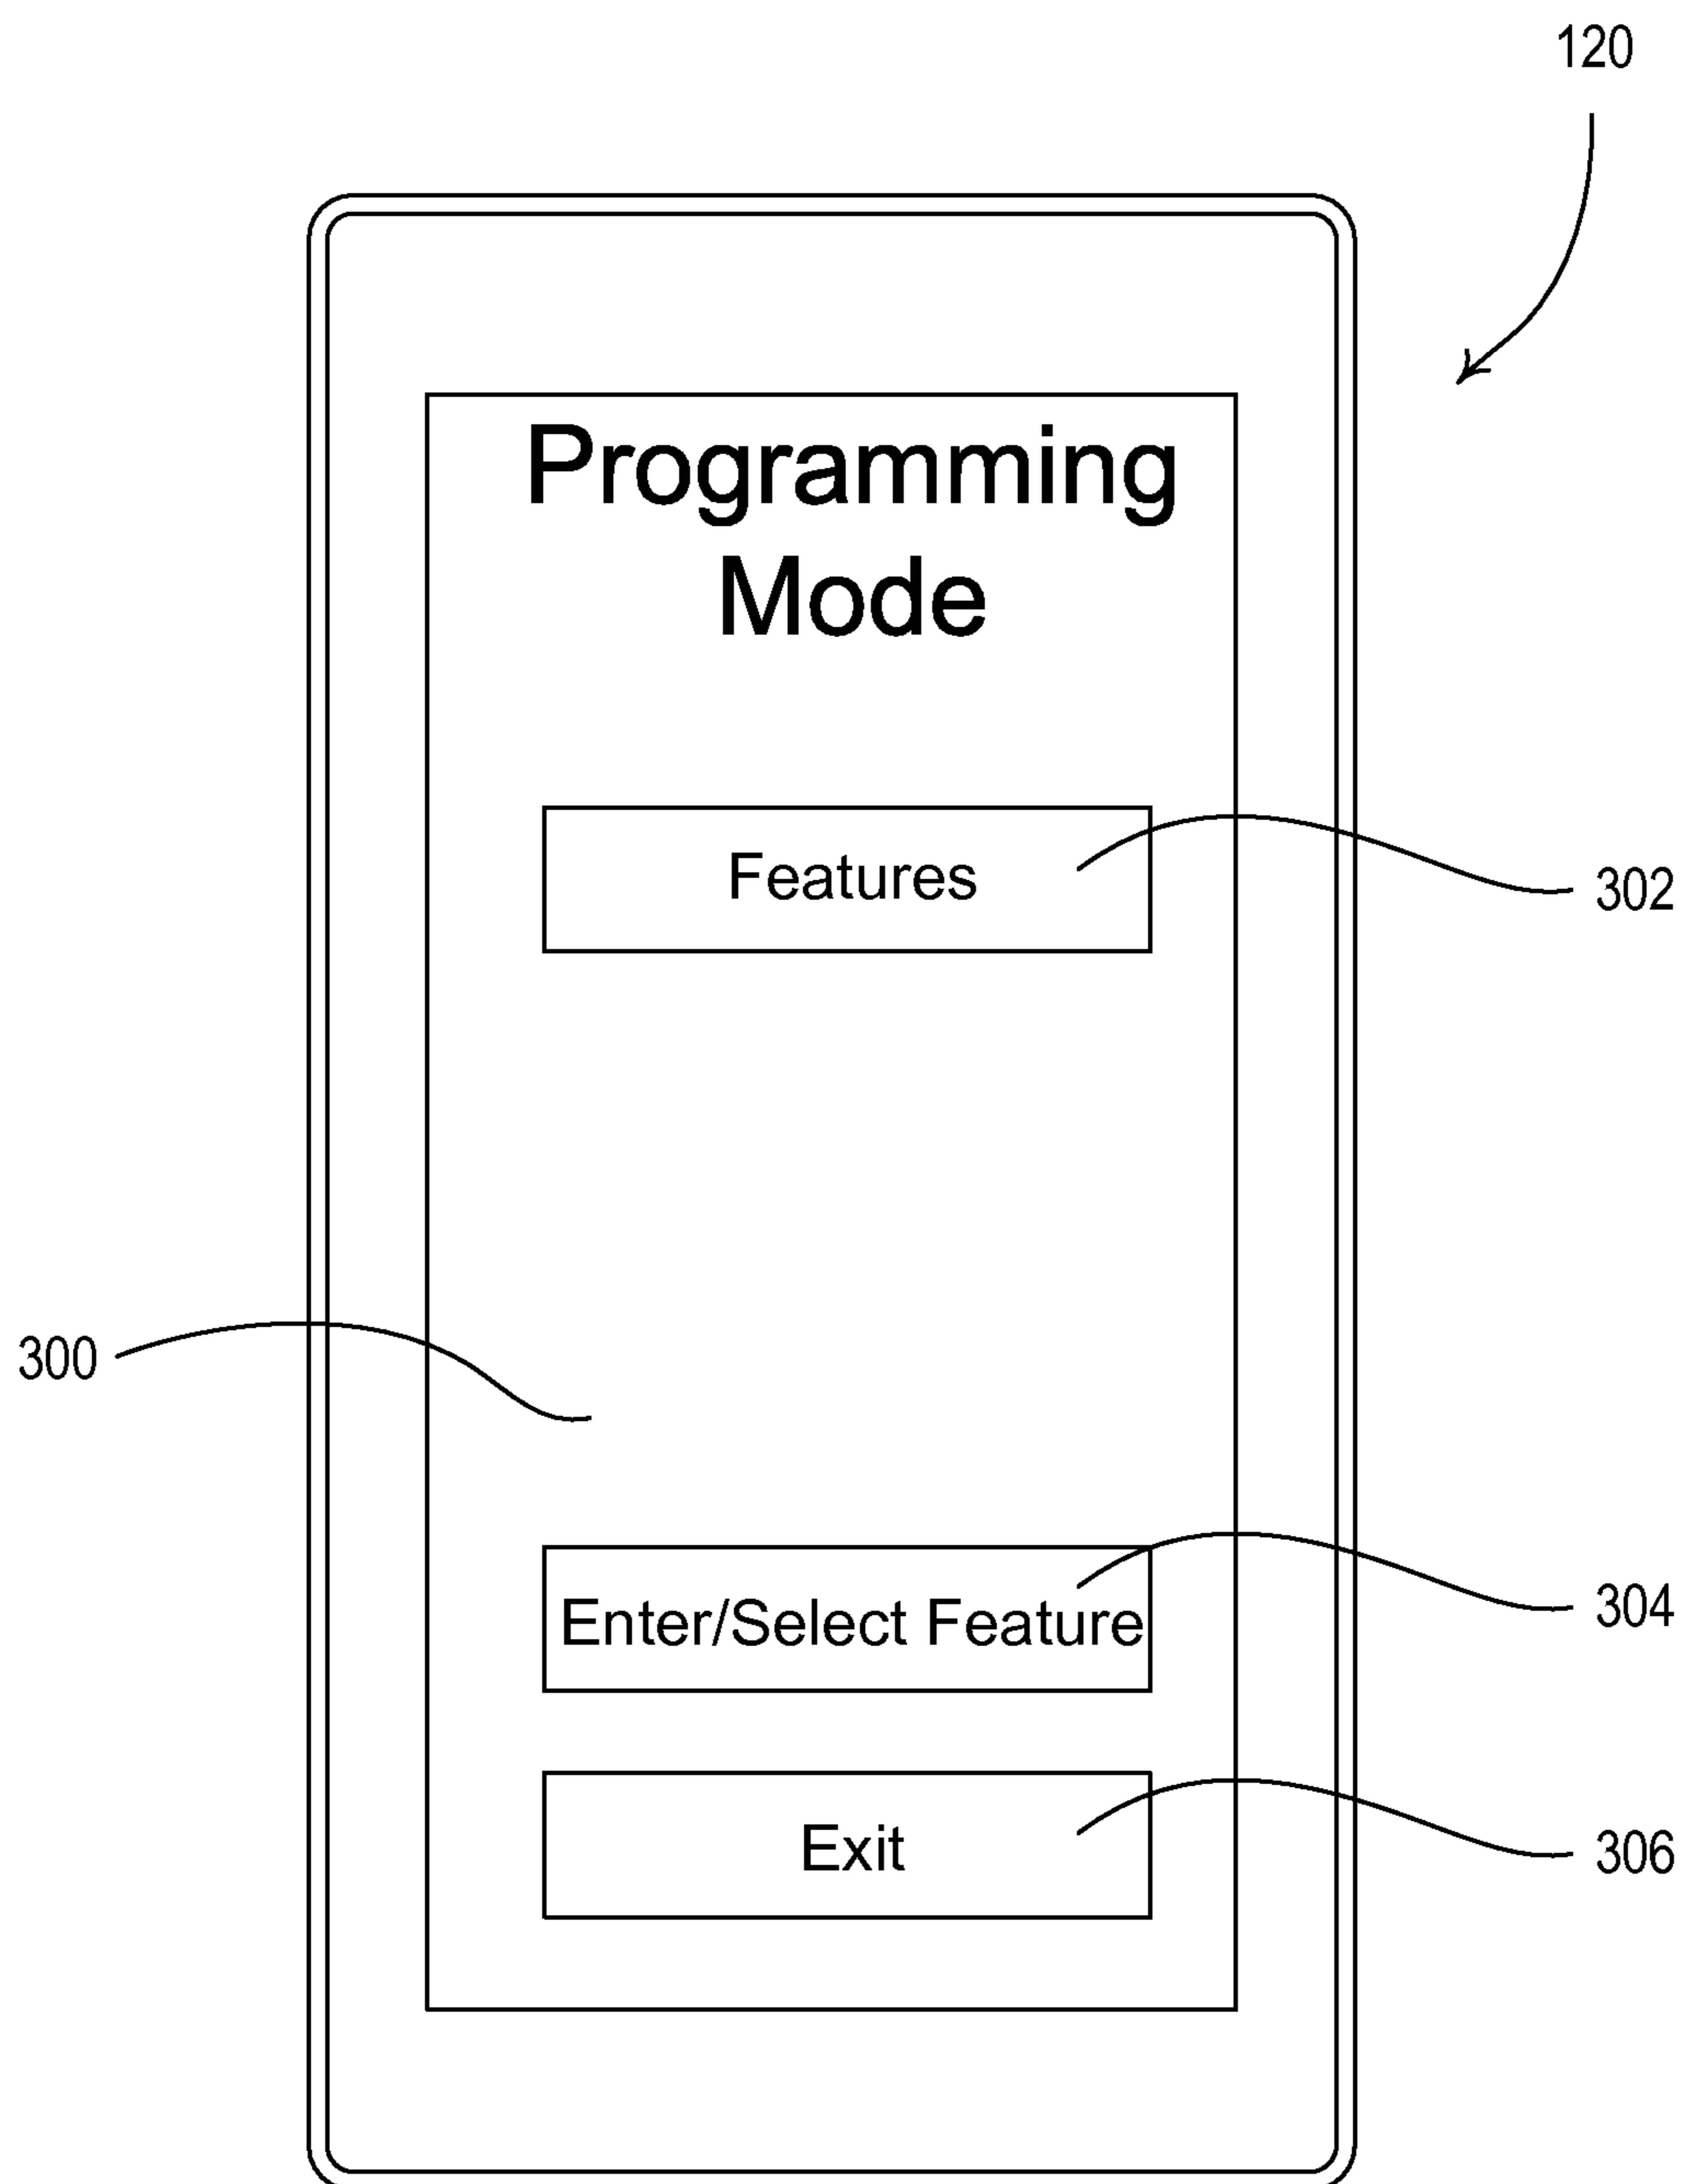 120
Programming
Mode
Features
302
300
Enter/Select Feature
304
Exit
306